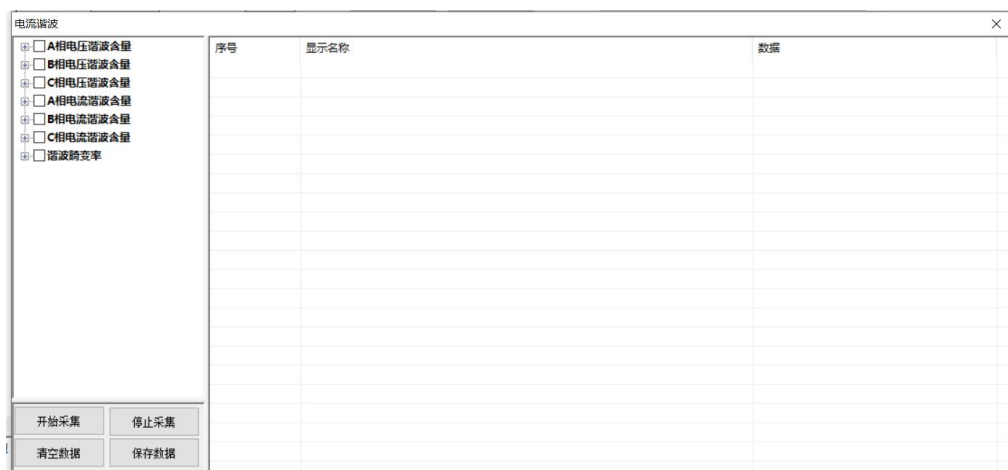 电流谐波
A相电压谐波含量
B相电压谐波含量
C相电压谐波含量
A相电流谐波含量
B相电流谐波含量
C相电流谐波含量
谐波畸变率
序号 显示名称 数据
开始采集 停止采集
清空数据 保存数据